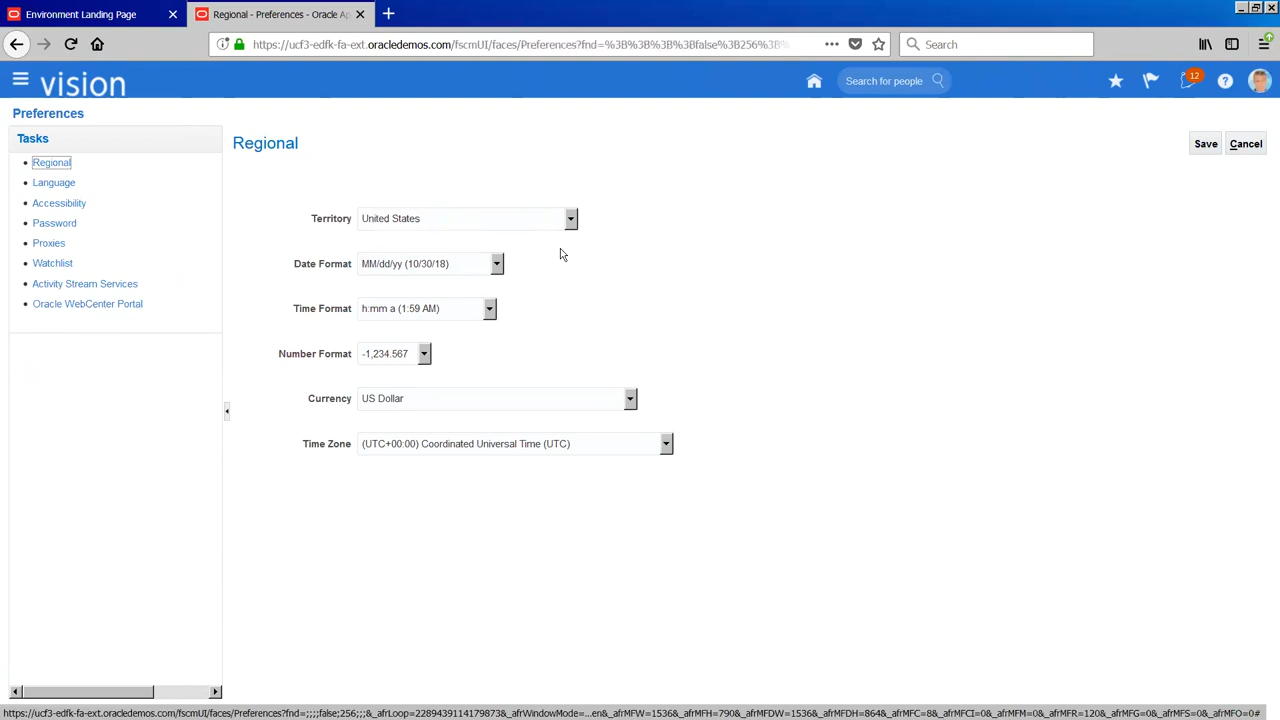 Environment Landing Page
Regional - Preferences - Oracle Ap
https://ucf3-edfk-fa-ext.oracledemos.com/fscmUI/faces/Preferences?fnd=%3B%3B%3B%3Bfalse%3B256%3B%
Search
vision
Search for people
12
Preferences
Tasks
Regional
Language
Accessibility
Password
Proxies
Watchlist
Activity Stream Services
Oracle WebCenter Portal
Regional
Save
Cancel
Territory
United States
Date Format
MM/dd/yy (10/30/18)
Time Format
h:mm a (1:59 AM)
Number Format
-1,234.567
Currency
US Dollar
Time Zone
(UTC+00:00) Coordinated Universal Time (UTC)
https://ucf3-edfk-fa-ext.oracledemos.com/fscmUI/faces/Preferences?fnd=;;;;false;256;;;&_afrLoop=2289439114179873&_afrWindowMode=...en&_afrMFW=1536&_afrMFH=790&_afrMFDW=1536&_afrMFDH=864&_afrMFC=8&_afrMFCI=0&_afrMFM=0&_afrMFR=120&_afrMFG=0&_afrMFS=0&_afrMFO=0#